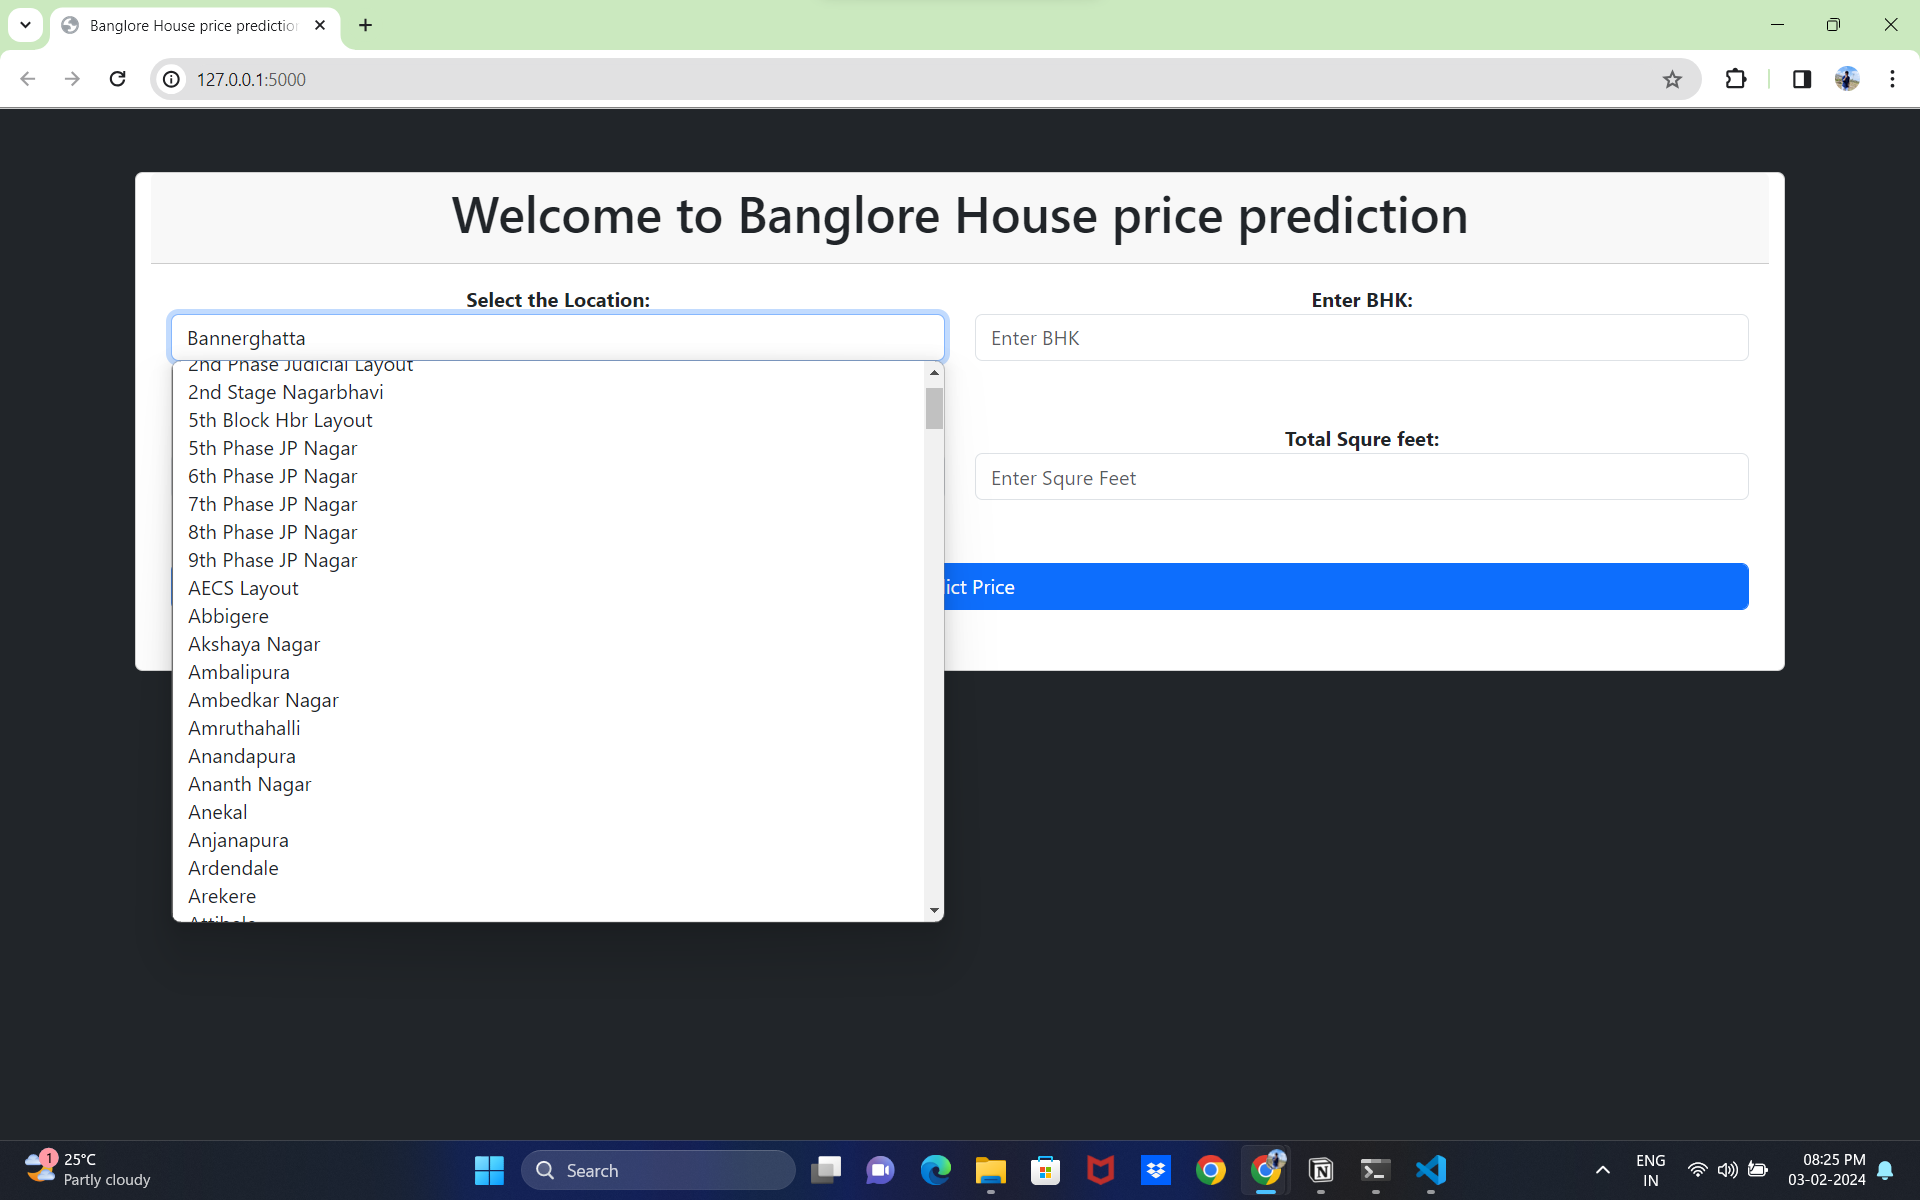 Banglore House price prediction
127.0.0.1:5000
Welcome to Banglore House price prediction
Select the Location:
Enter BHK:
Bannerghatta
Enter BHK
2nd Phase Judicial Layout
2nd Stage Nagarbhavi
5th Block Hbr Layout
Total Squre feet:
5th Phase JP Nagar
6th Phase JP Nagar
Enter Squre Feet
7th Phase JP Nagar
8th Phase JP Nagar
9th Phase JP Nagar
AECS Layout
ict Price
Abbigere
Akshaya Nagar
Ambalipura
Ambedkar Nagar
Amruthahalli
Anandapura
Ananth Nagar
Anekal
Anjanapura
Ardendale
Arekere
1
25°C
Partly cloudy
Search
ENG
IN
08:25 PM
03-02-2024